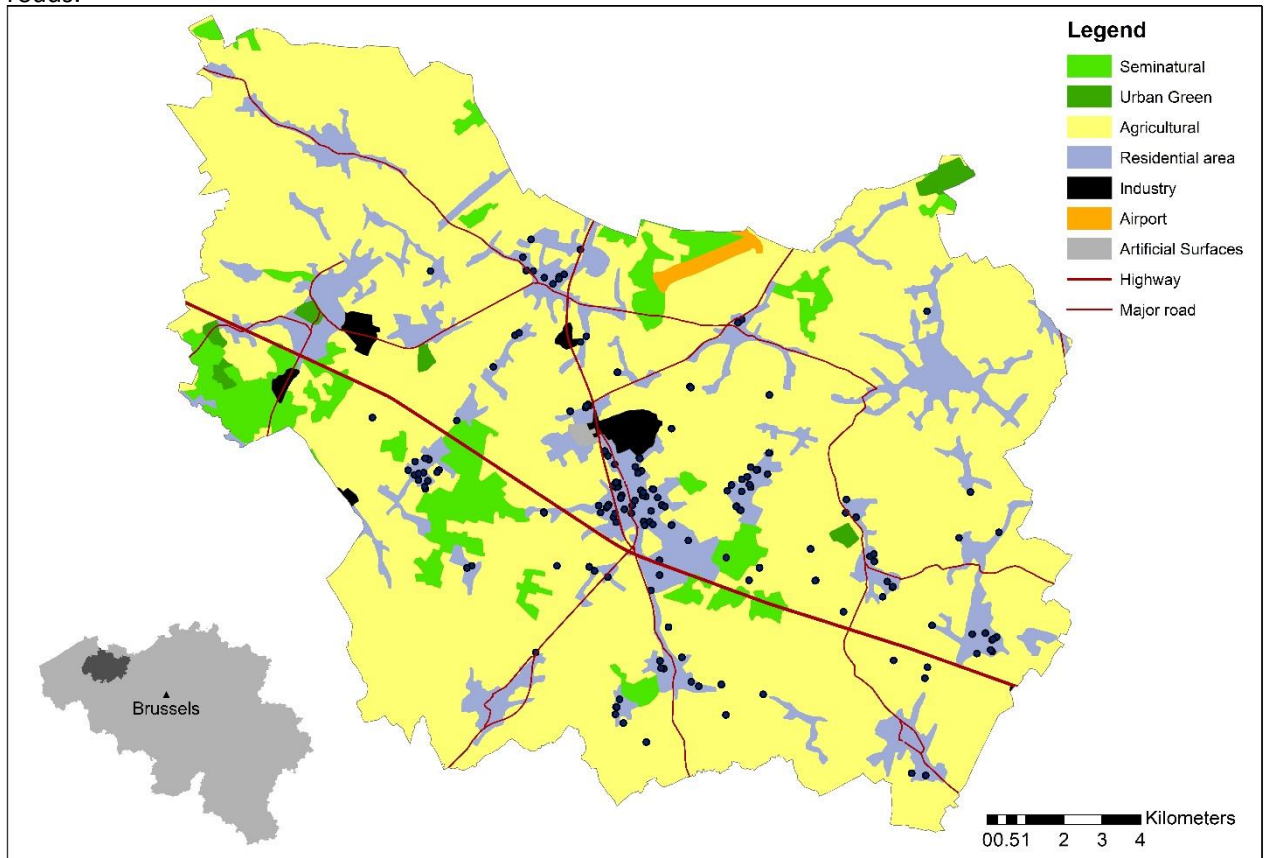 roads.
Legend
Seminatural
Urban Green
Agricultural
Residential area
Industry
Airport
Artificial Surfaces
Highway
Major road
Brussels
Kilometers
00.51 2 3 4